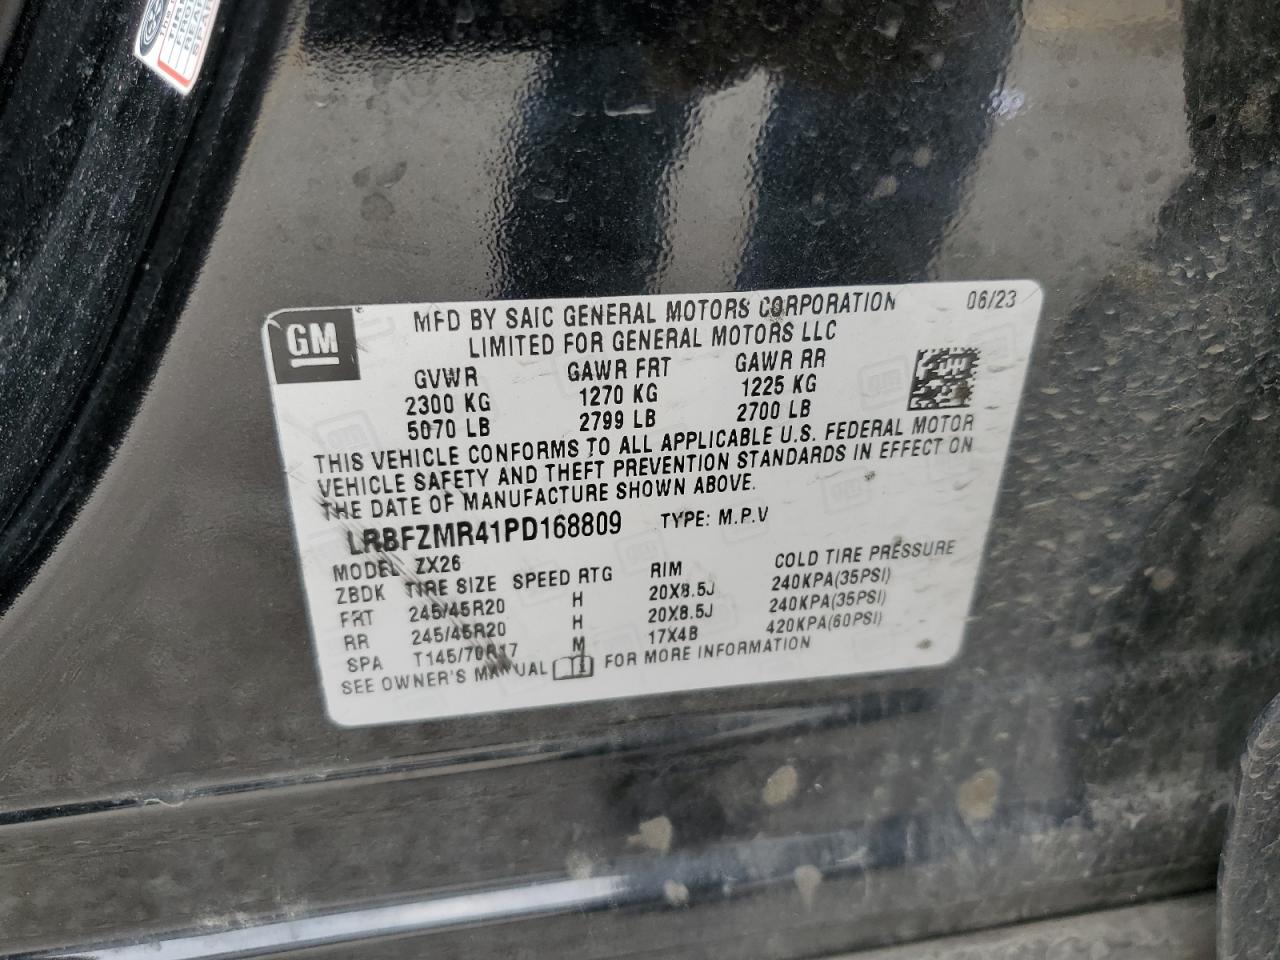 GM
MFD BY SAIC GENERAL MOTORS CORPORATION 06/23
LIMITED FOR GENERAL MOTORS LLC
GVWR GAWR FRT GAWR RR
2300 KG 1270 KG 1225 KG
5070 LB 2799 LB 2700 LB
THIS VEHICLE CONFORMS TO ALL APPLICABLE U.S. FEDERAL MOTOR
VEHICLE SAFETY AND THEFT PREVENTION STANDARDS IN EFFECT ON
THE DATE OF MANUFACTURE SHOWN ABOVE.
LRBFZMR41PD168809 TYPE: M.P.V
MODEL ZX26
ZBDK TIRE SIZE SPEED RTG RIM COLD TIRE PRESSURE
FRT 245/45R20 H 20X8.5J 240KPA(35PSI)
RR 245/45R20 H 20X8.5J 240KPA(35PSI)
SPA T145/70R17 M 17X4B 420KPA(60PSI)
SEE OWNER'S MANUAL FOR MORE INFORMATION